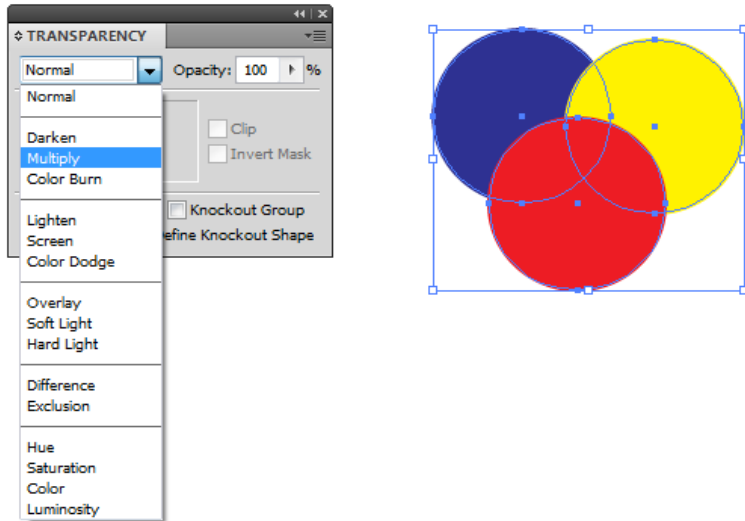 TRANSPARENCY
Normal Opacity: 100 %
Normal
Darken
Multiply
Color Burn
Lighten
Screen
Color Dodge
Overlay
Soft Light
Hard Light
Difference
Exclusion
Hue
Saturation
Color
Luminosity
Clip
Invert Mask
Knockout Group
efine Knockout Shape